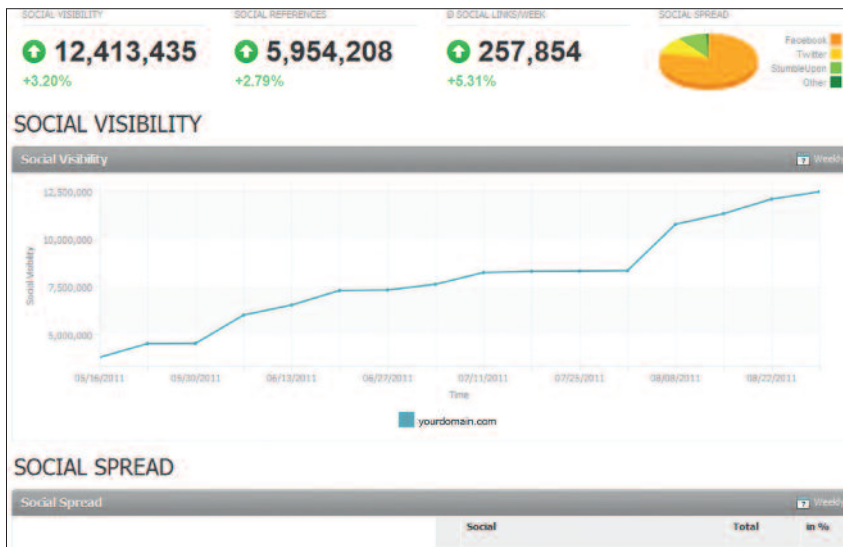 SOCIAL VISIBILITY
12,413,435
+3.20%
SOCIAL REFERENCES
5,954,208
+2.79%
Ø SOCIAL LINKS/WEEK
257,854
+5.31%
SOCIAL SPREAD
Facebook
Twitter
StumbleUpon
Other
SOCIAL VISIBILITY
Social Visibility
Weekly
12,500,000
10,000,000
7,500,000
5,000,000
Social Visibility
05/16/2011 05/30/2011 06/13/2011 06/27/2011 07/11/2011 07/25/2011 08/08/2011 08/22/2011
Time
yourdomain.com
SOCIAL SPREAD
Social Spread
Weekly
Social Total in %